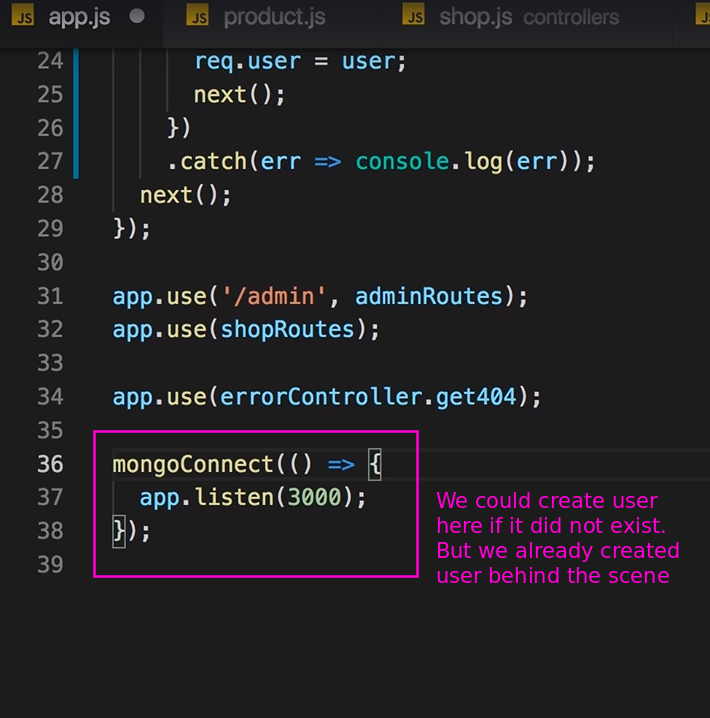 JS app.js ● JS product.js JS shop.js controllers JS
24 req.user = user;
25 next();
26 })
27 .catch(err => console.log(err));
28 next();
29 });
30
31 app.use('/admin', adminRoutes);
32 app.use(shopRoutes);
33
34 app.use(errorController.get404);
35
36 mongoConnect(() => {
37 app.listen(3000);
38 });
39
We could create user
here if it did not exist.
But we already created
user behind the scene